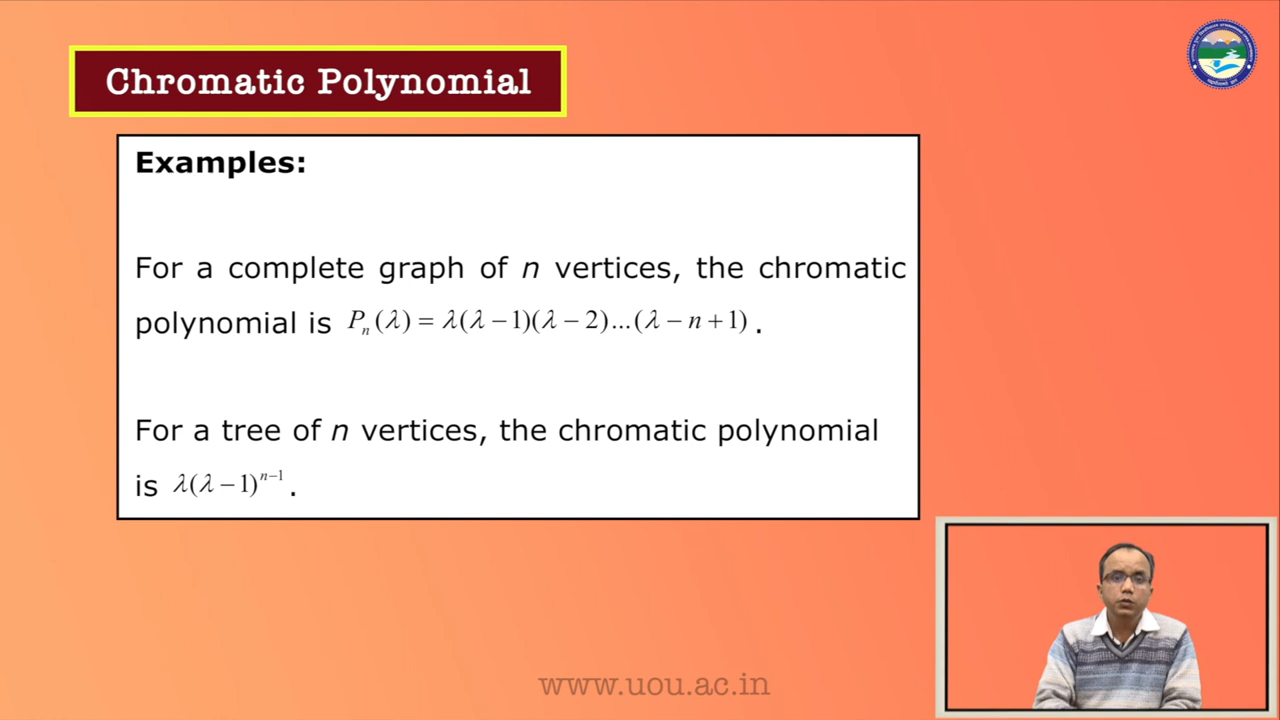 Chromatic Polynomial
Examples:
For a complete graph of n vertices, the chromatic
polynomial is Pₙ(λ) = λ(λ − 1)(λ − 2)...(λ − n + 1) .
For a tree of n vertices, the chromatic polynomial
is λ(λ − 1)ⁿ⁻¹ .
www.uou.ac.in